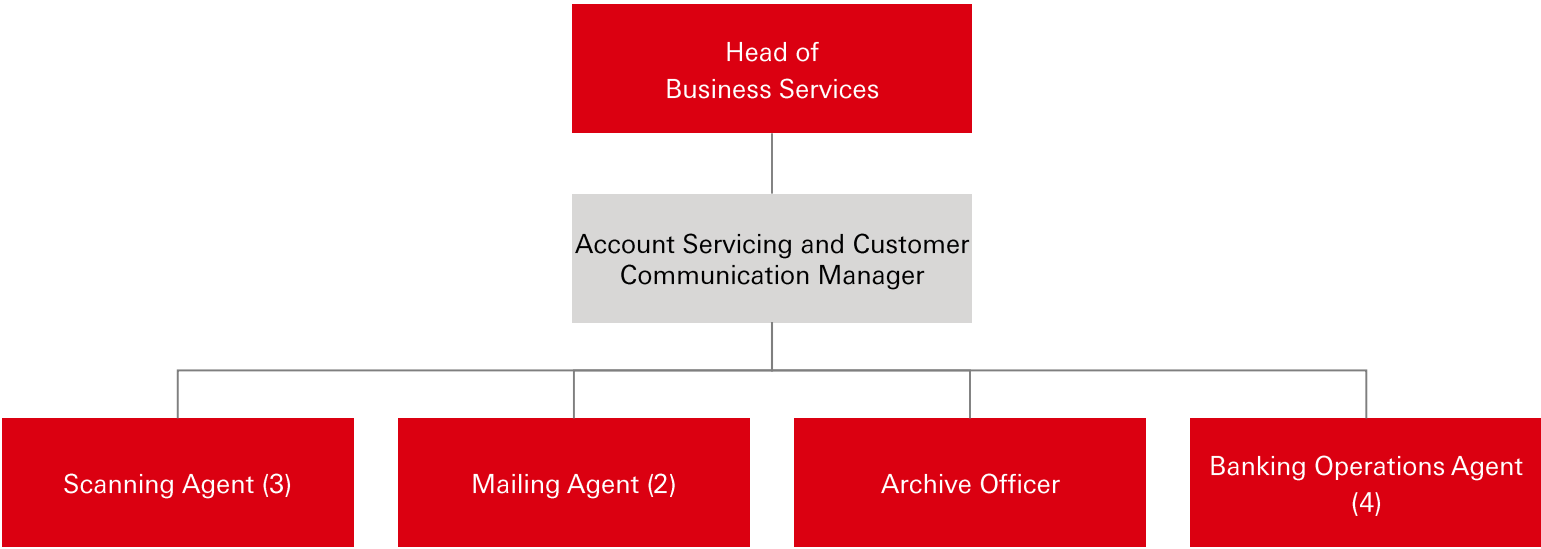 Head of
Business Services
Account Servicing and Customer
Communication Manager
Scanning Agent (3)
Mailing Agent (2)
Archive Officer
Banking Operations Agent
(4)